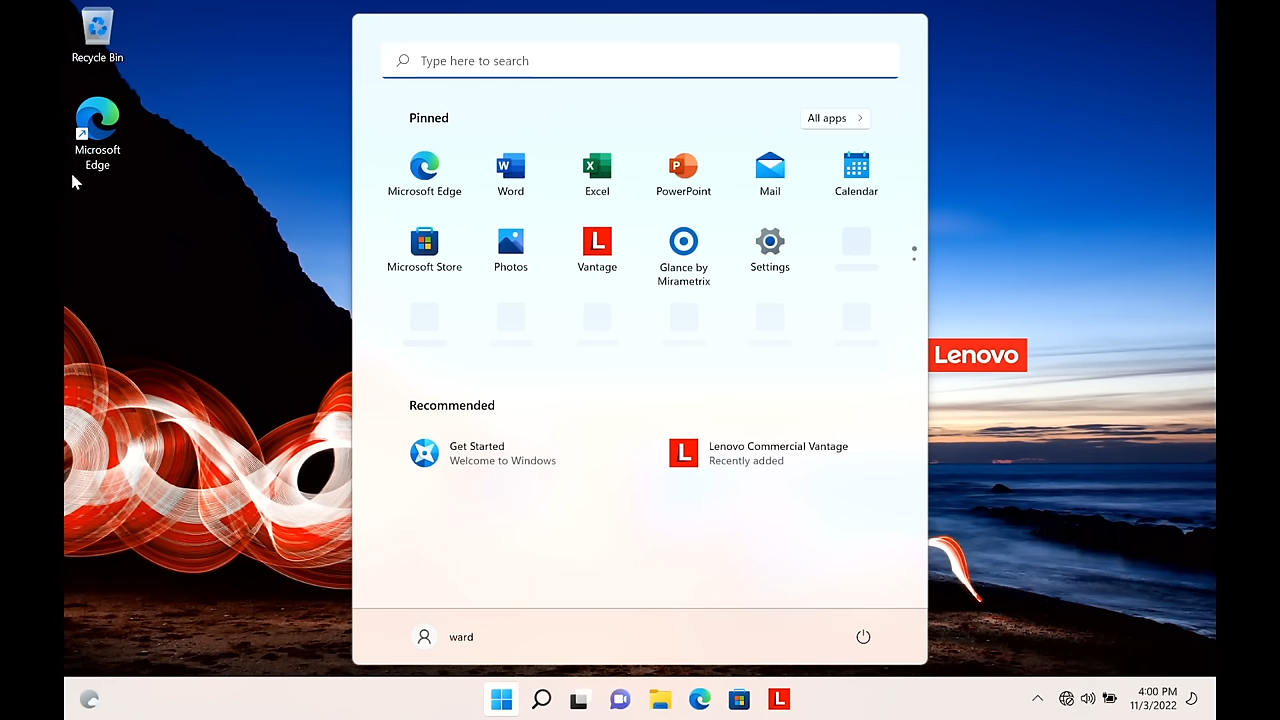 Recycle Bin
Microsoft
Edge
Type here to search
Pinned
All apps
Microsoft Edge
Word
Excel
PowerPoint
Mail
Calendar
Microsoft Store
Photos
Vantage
Glance by
Mirametrix
Settings
Lenovo
Recommended
Get Started
Welcome to Windows
Lenovo Commercial Vantage
Recently added
ward
4:00 PM
11/3/2022